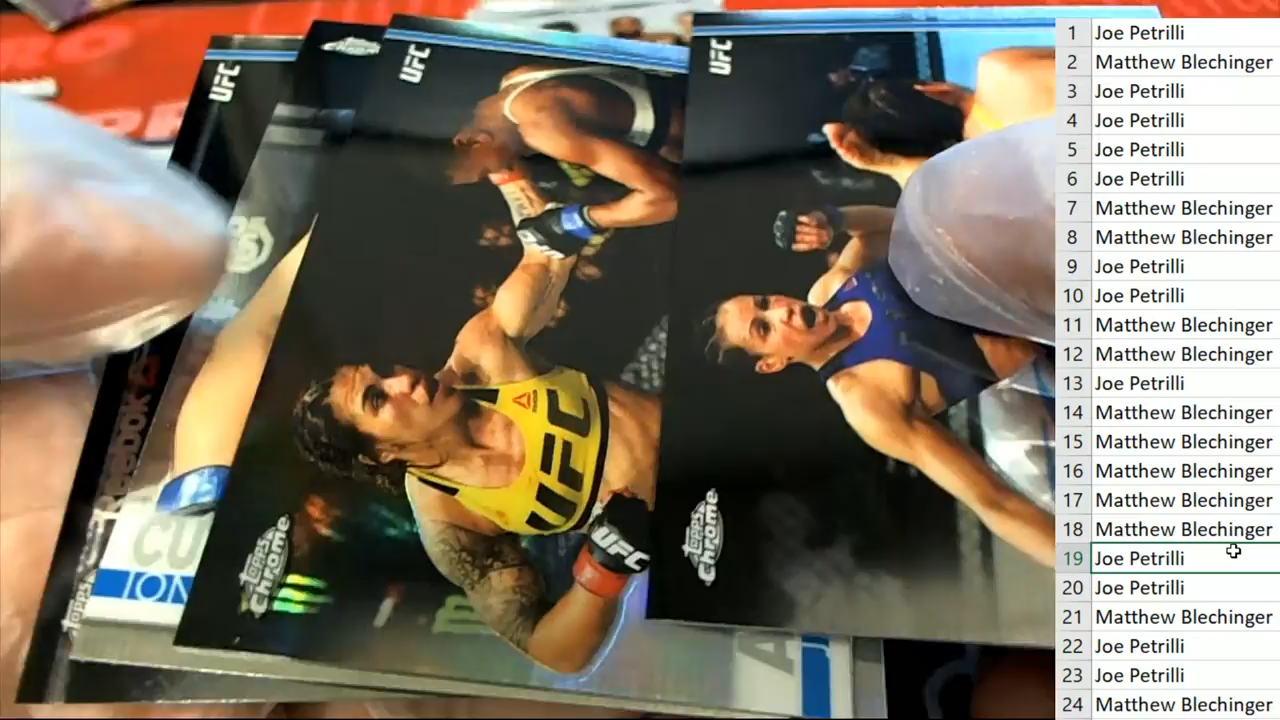 UFC
UFC
UFC
UFC
UFC
Reebok
CU
ION
TOPPS
Chrome
TOPPS
Chrome
TOPPS
Chrome
1 Joe Petrilli
2 Matthew Blechinger
3 Joe Petrilli
4 Joe Petrilli
5 Joe Petrilli
6 Joe Petrilli
7 Matthew Blechinger
8 Matthew Blechinger
9 Joe Petrilli
10 Joe Petrilli
11 Matthew Blechinger
12 Matthew Blechinger
13 Joe Petrilli
14 Matthew Blechinger
15 Matthew Blechinger
16 Matthew Blechinger
17 Matthew Blechinger
18 Matthew Blechinger
19 Joe Petrilli
20 Joe Petrilli
21 Matthew Blechinger
22 Joe Petrilli
23 Joe Petrilli
24 Matthew Blechinger